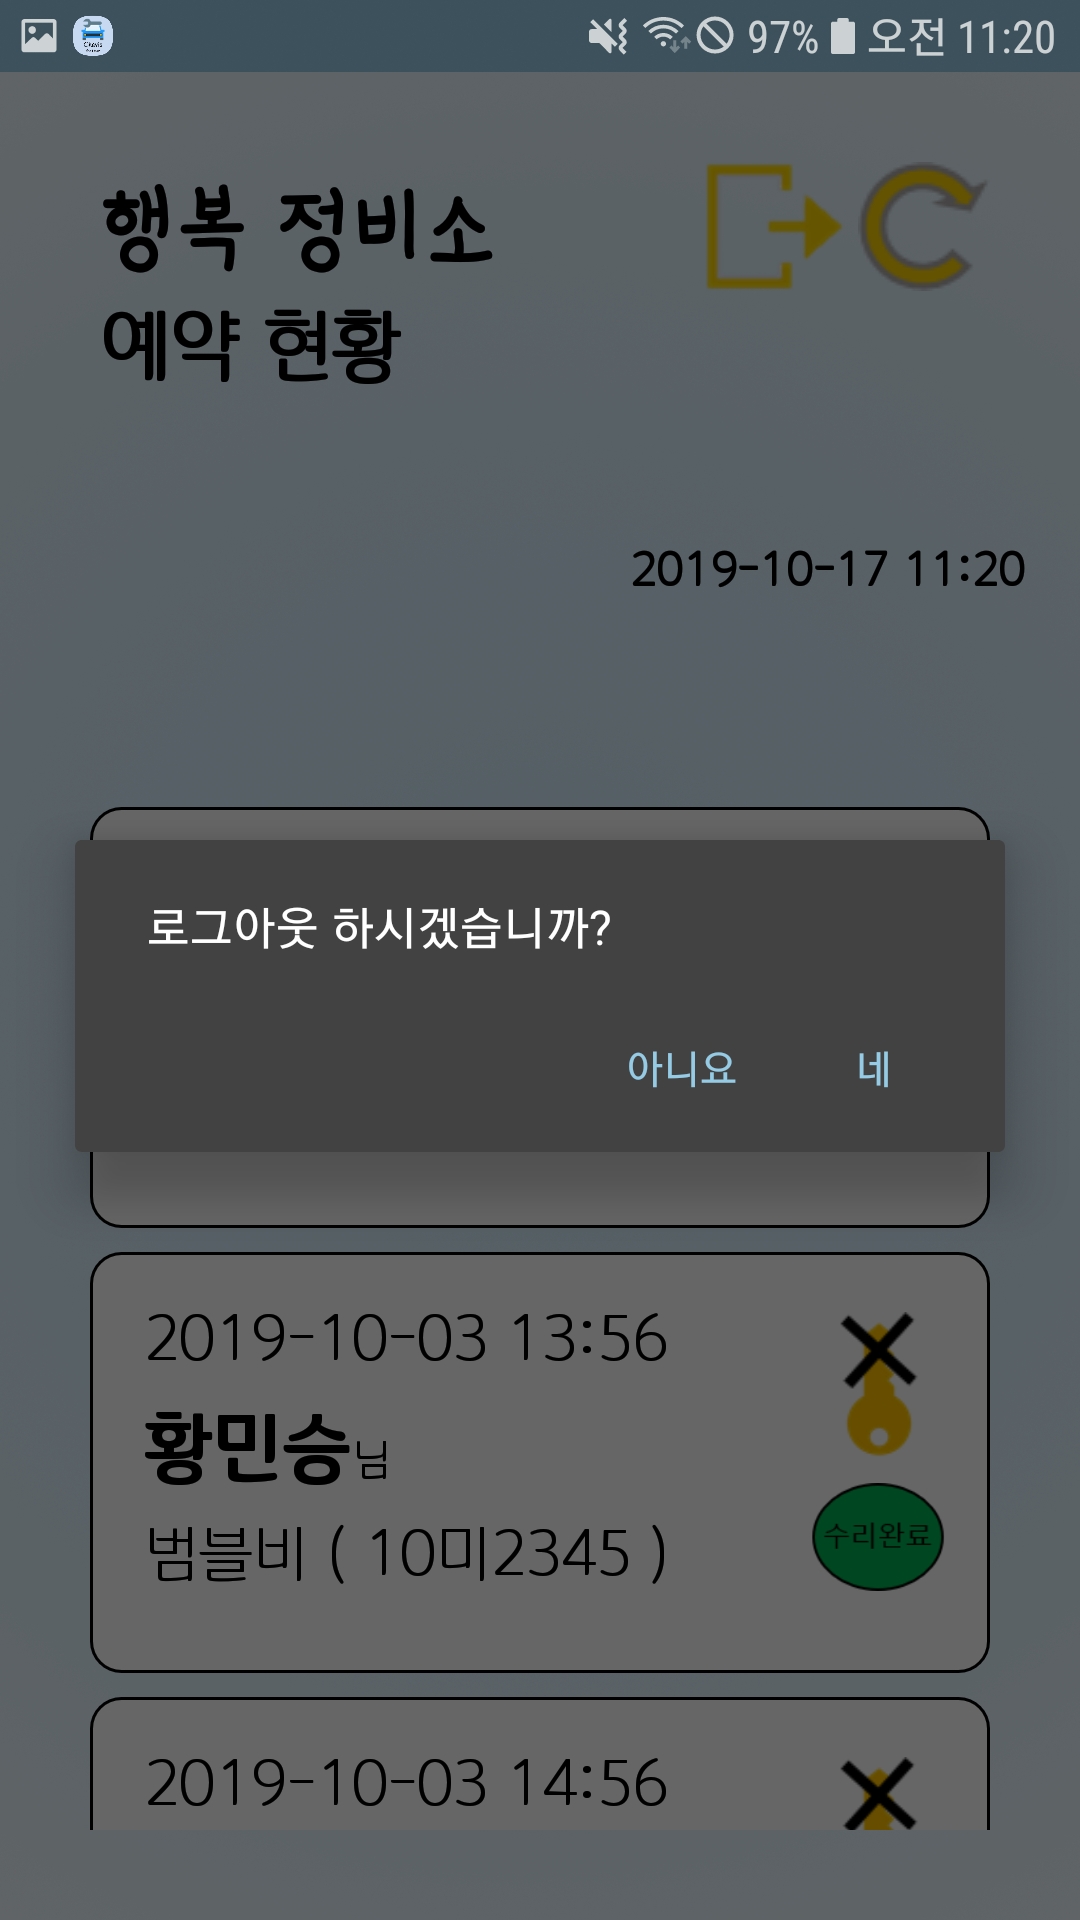 97% 오전 11:20
행복 정비소
예약 현황
2019-10-17 11:20
로그아웃 하시겠습니까?
아니요 네
2019-10-03 13:56
황민승님
범블비 ( 10미2345 )
수리완료
2019-10-03 14:56